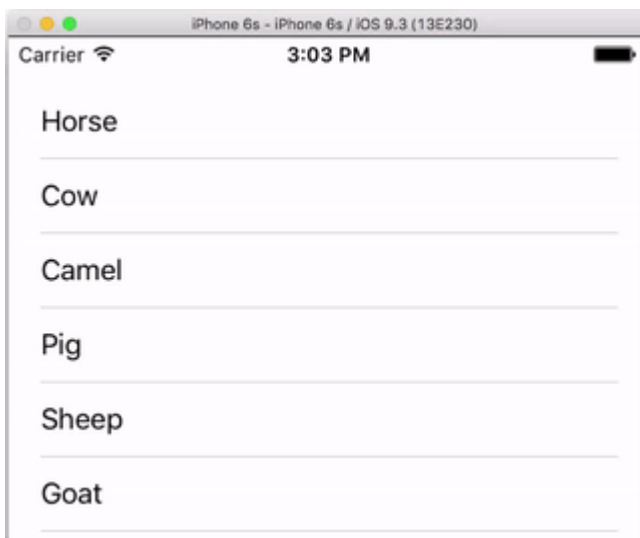 iPhone 6s - iPhone 6s / iOS 9.3 (13E230)
Carrier 3:03 PM
Horse
Cow
Camel
Pig
Sheep
Goat